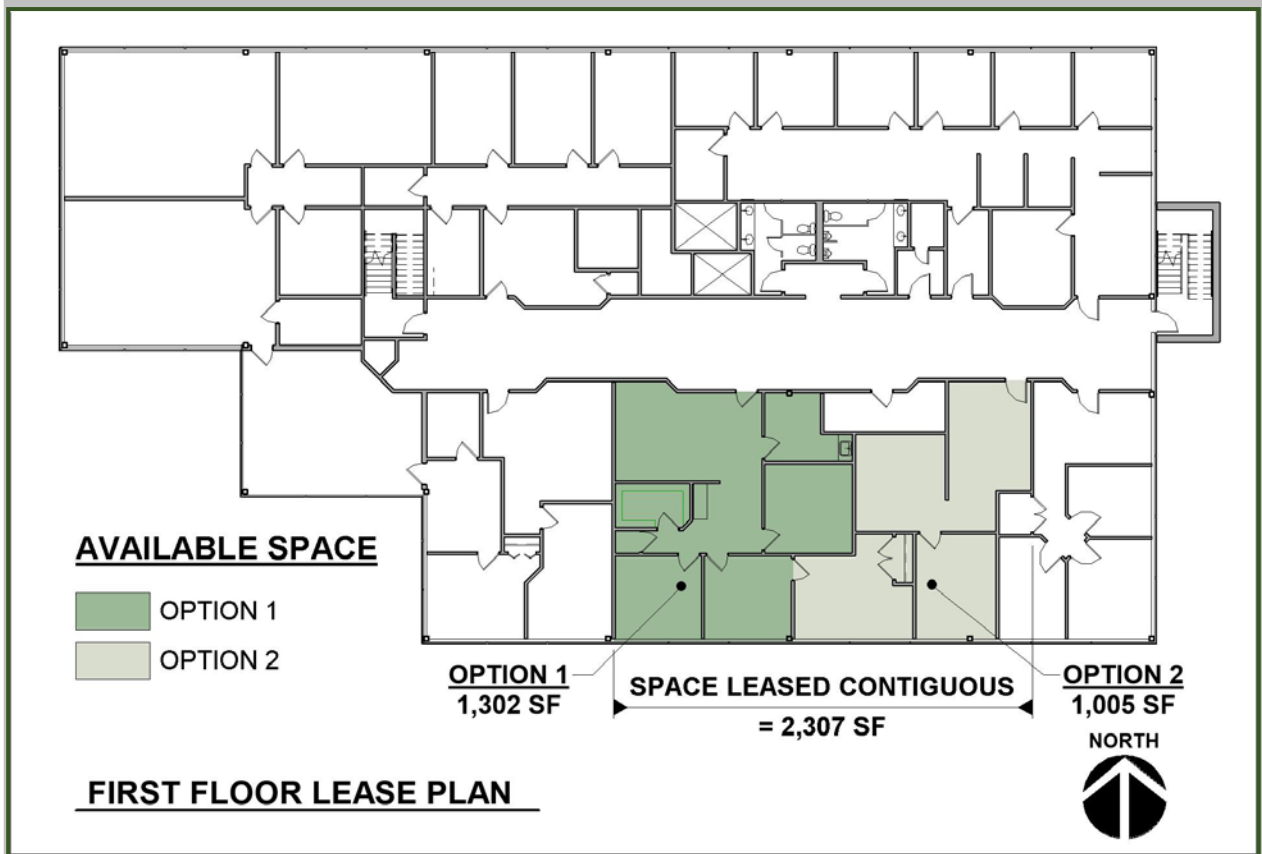 AVAILABLE SPACE
OPTION 1
OPTION 2
OPTION 1
1,302 SF
SPACE LEASED CONTIGUOUS
= 2,307 SF
OPTION 2
1,005 SF
NORTH
FIRST FLOOR LEASE PLAN